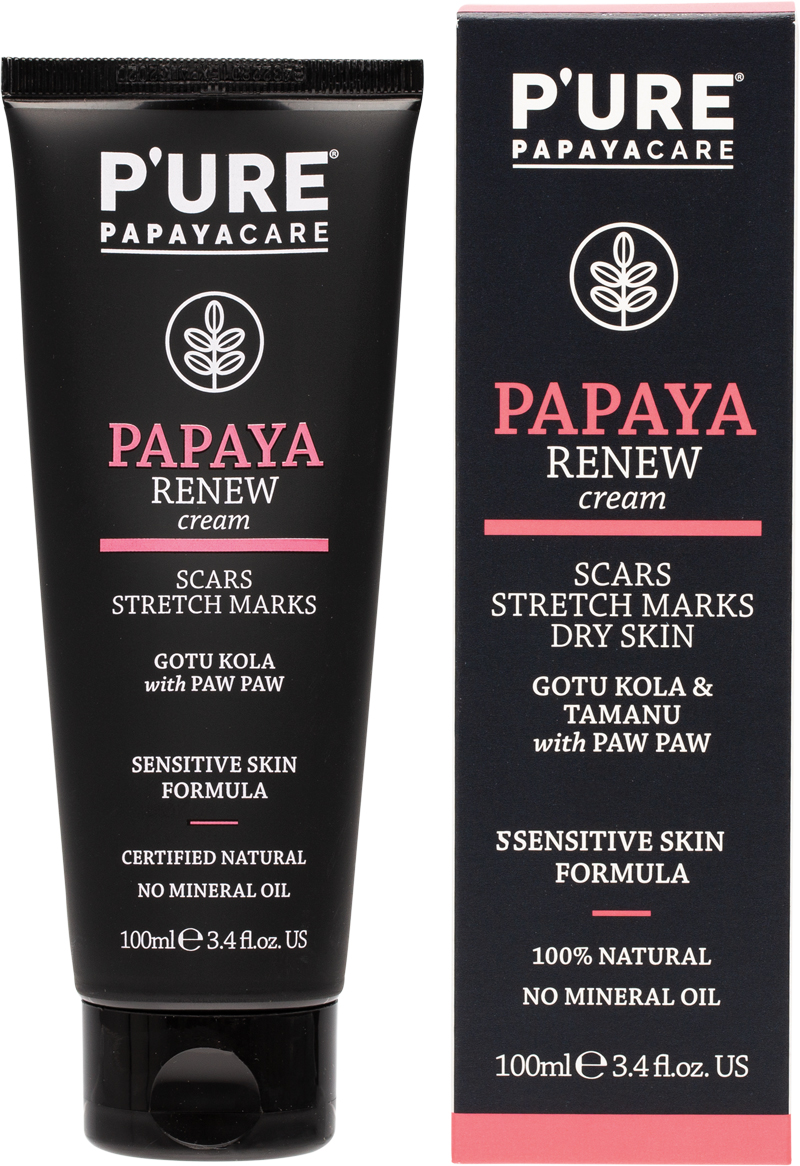 P'URE®
PAPAYACARE
PAPAYA
RENEW
cream
SCARS
STRETCH MARKS
GOTU KOLA
with PAW PAW
SENSITIVE SKIN
FORMULA
CERTIFIED NATURAL
NO MINERAL OIL
100ml℮3.4 fl.oz. US
P'URE®
PAPAYACARE
PAPAYA
RENEW
cream
SCARS
STRETCH MARKS
DRY SKIN
GOTU KOLA &
TAMANU
with PAW PAW
5SENSITIVE SKIN
FORMULA
100% NATURAL
NO MINERAL OIL
100ml℮3.4 fl.oz. US